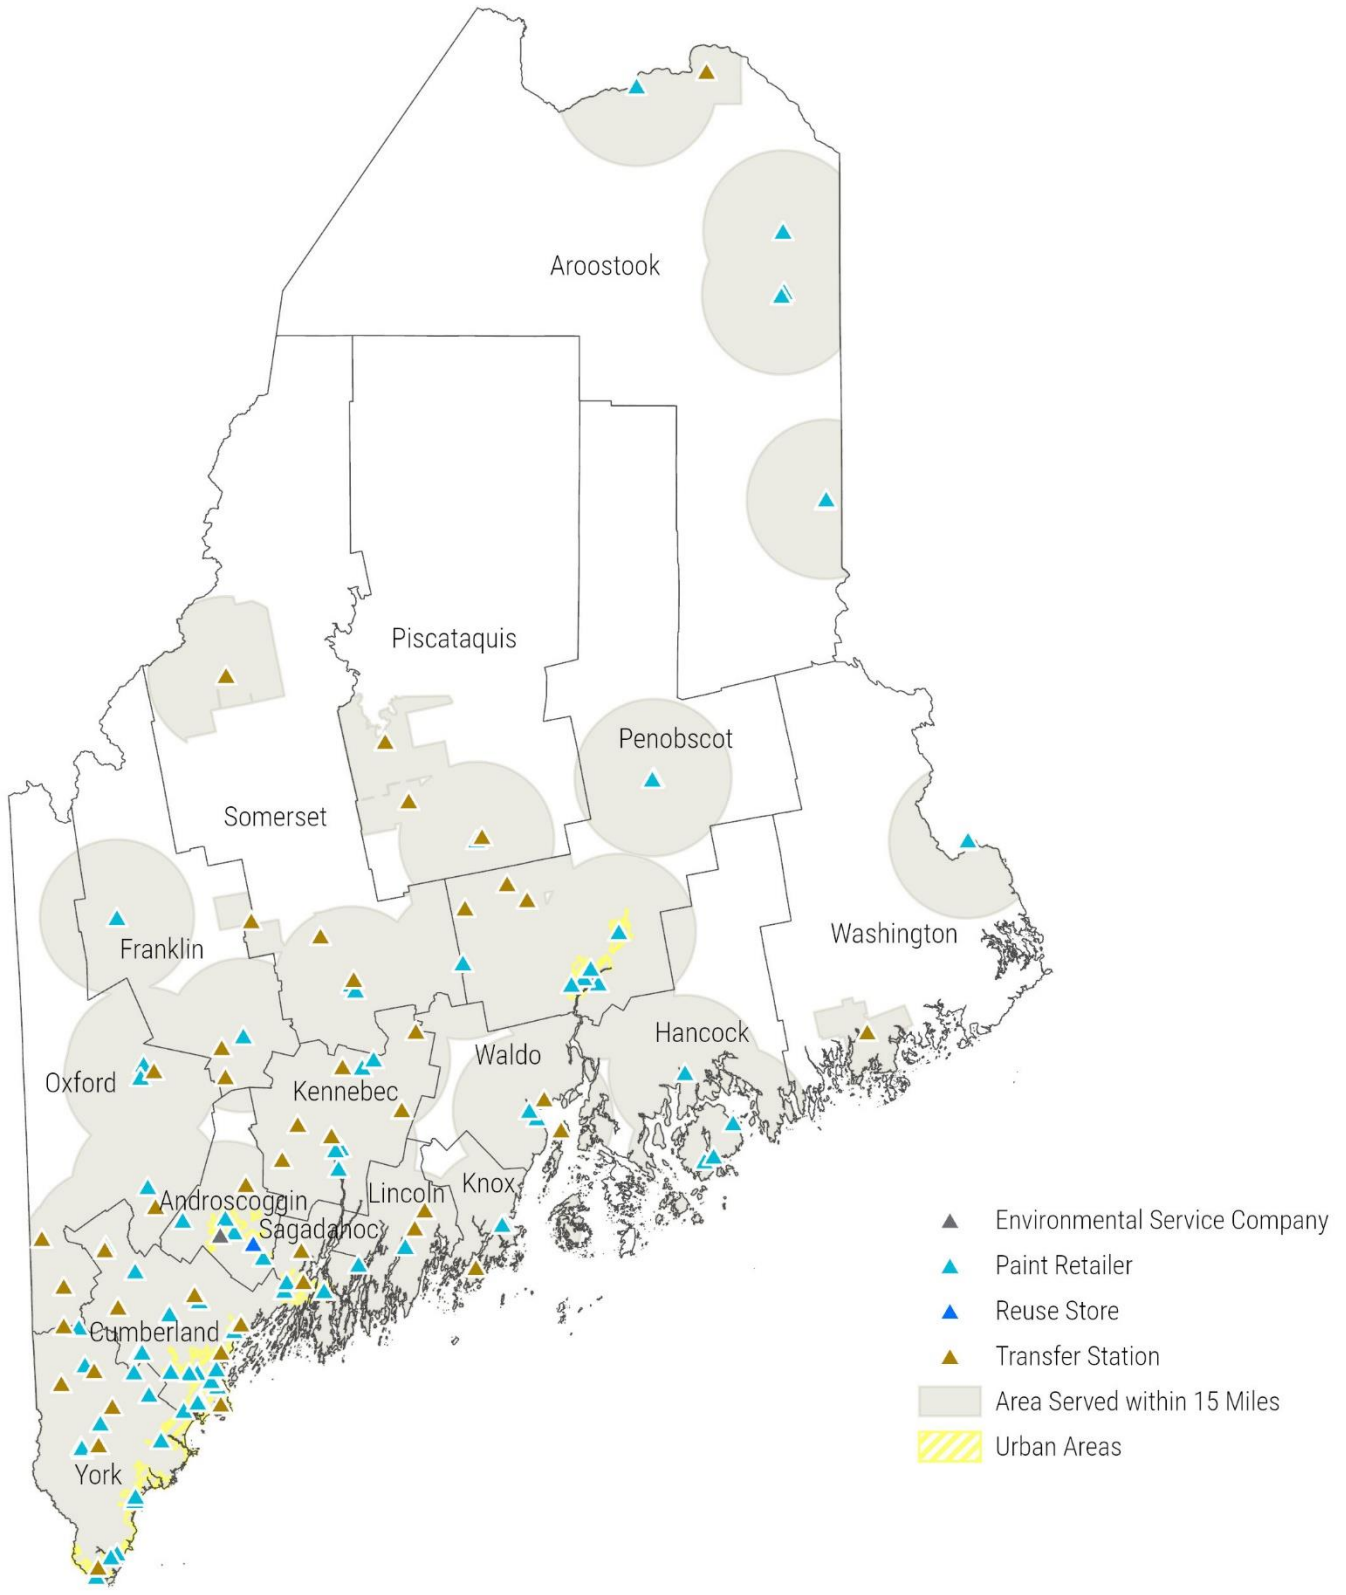 Aroostook
Piscataquis
Penobscot
Somerset
Franklin
Washington
Hancock
Waldo
Oxford
Kennebec
Knox
Lincoln
Androscoggin
Sagadahoc
Cumberland
York
Environmental Service Company
Paint Retailer
Reuse Store
Transfer Station
Area Served within 15 Miles
Urban Areas